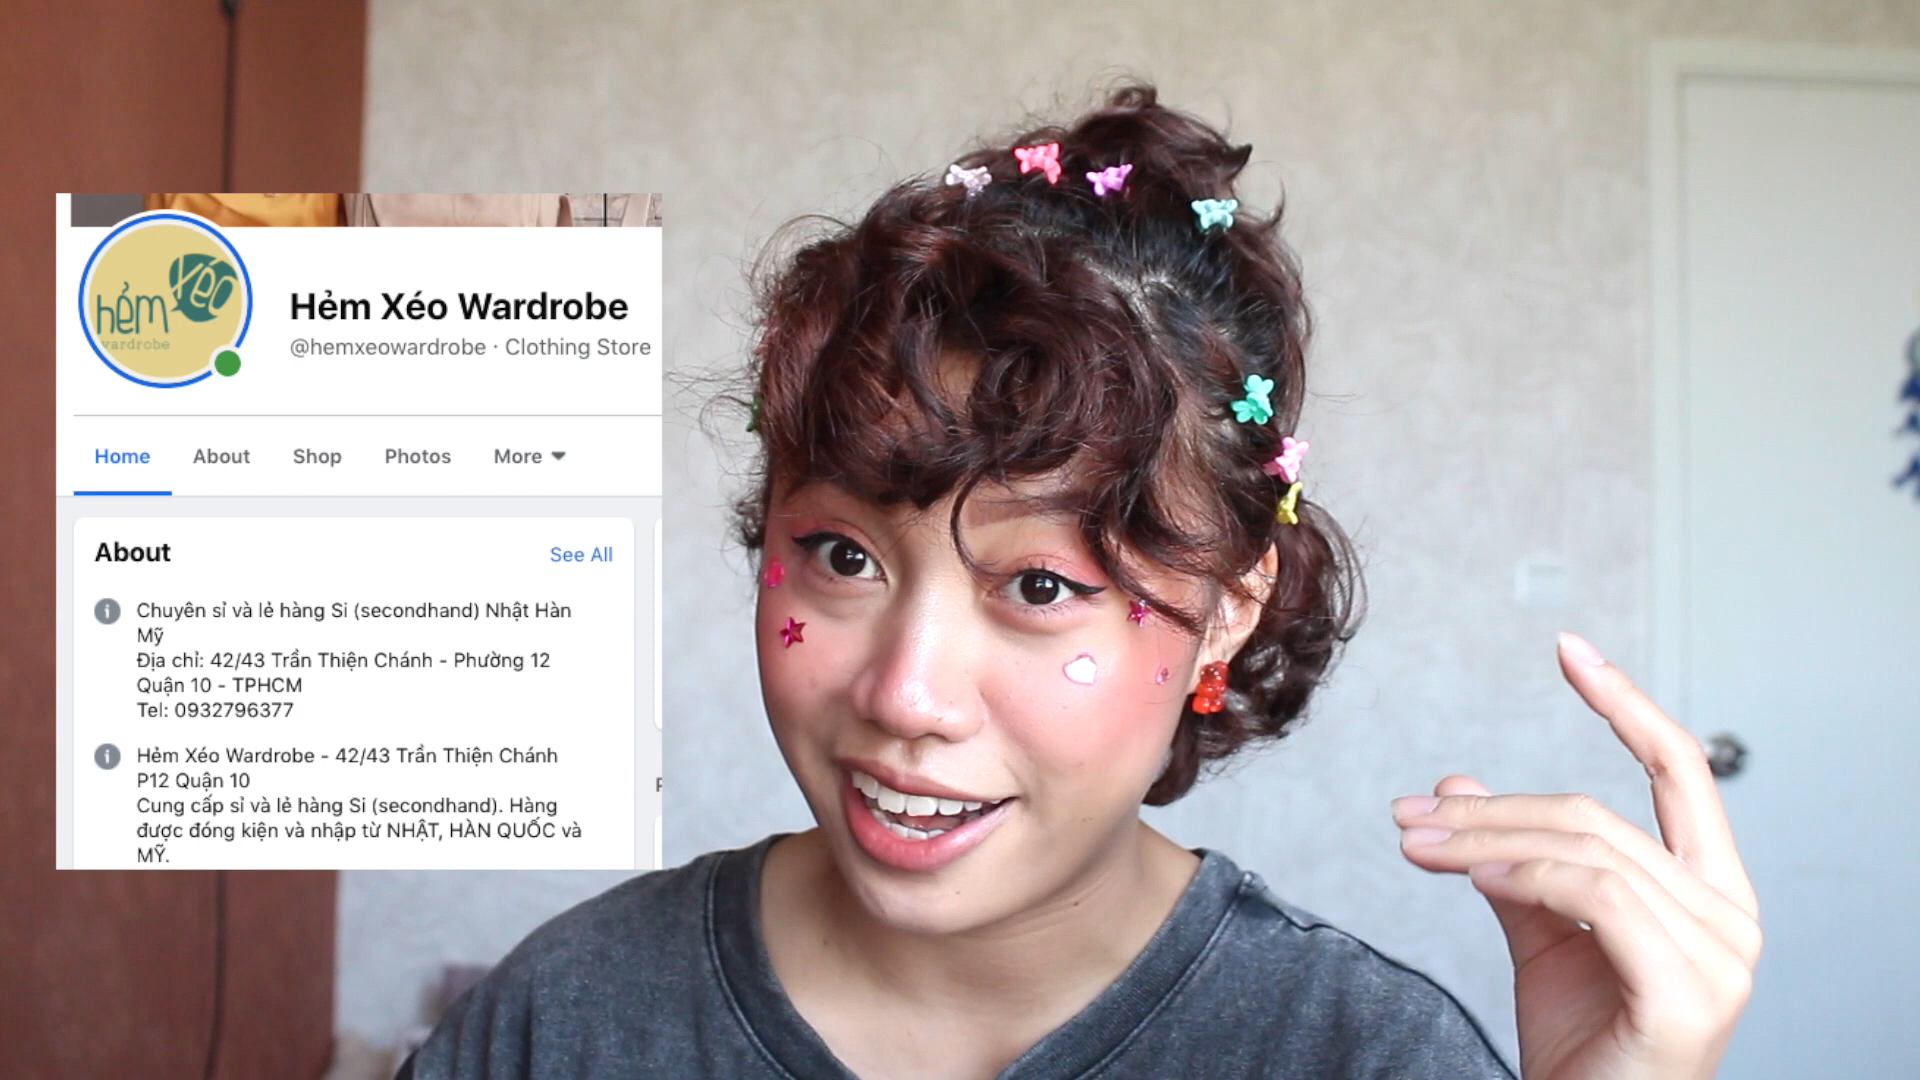 hẻm xéo
wardrobe
Hẻm Xéo Wardrobe
@hemxeowardrobe · Clothing Store
Home About Shop Photos More
About See All
Chuyên sỉ và lẻ hàng Si (secondhand) Nhật Hàn
Mỹ
Địa chỉ: 42/43 Trần Thiện Chánh - Phường 12
Quận 10 - TPHCM
Tel: 0932796377
Hẻm Xéo Wardrobe - 42/43 Trần Thiện Chánh
P12 Quận 10
Cung cấp sỉ và lẻ hàng Si (secondhand). Hàng
được đóng kiện và nhập từ NHẬT, HÀN QUỐC và
MỸ.